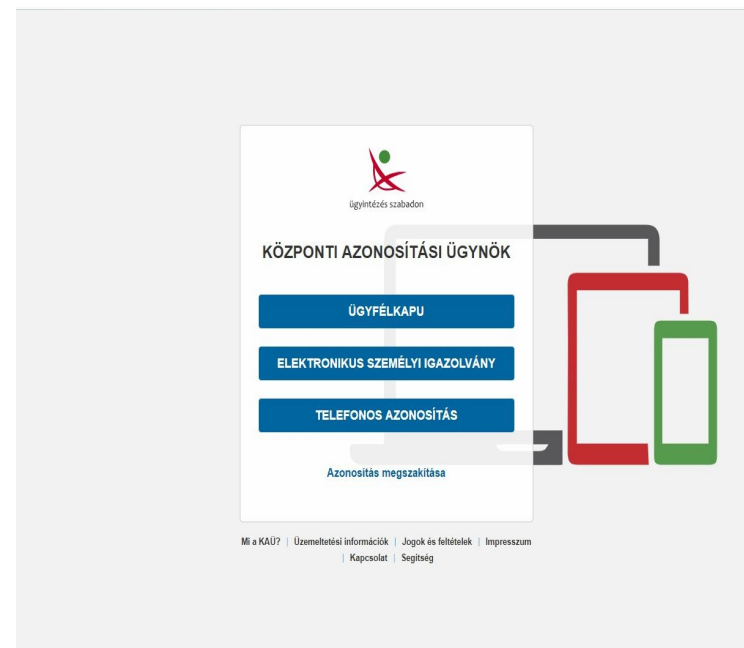 ügyintézés szabadon
KÖZPONTI AZONOSÍTÁSI ÜGYNÖK
ÜGYFÉLKAPU
ELEKTRONIKUS SZEMÉLYI IGAZOLVÁNY
TELEFONOS AZONOSÍTÁS
Azonosítás megszakítása
Mi a KAÜ? | Üzemeltetési információk | Jogok és feltételek | Impresszum
| Kapcsolat | Segítség